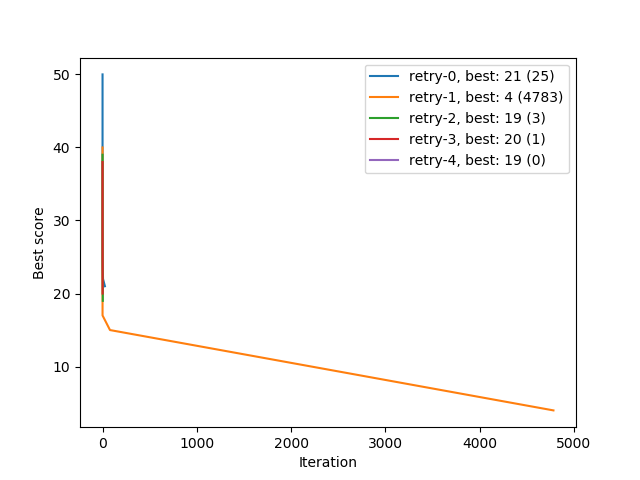 50
40
30
20
10
Best score
retry-0, best: 21 (25)
retry-1, best: 4 (4783)
retry-2, best: 19 (3)
retry-3, best: 20 (1)
retry-4, best: 19 (0)
0 1000 2000 3000 4000 5000
Iteration